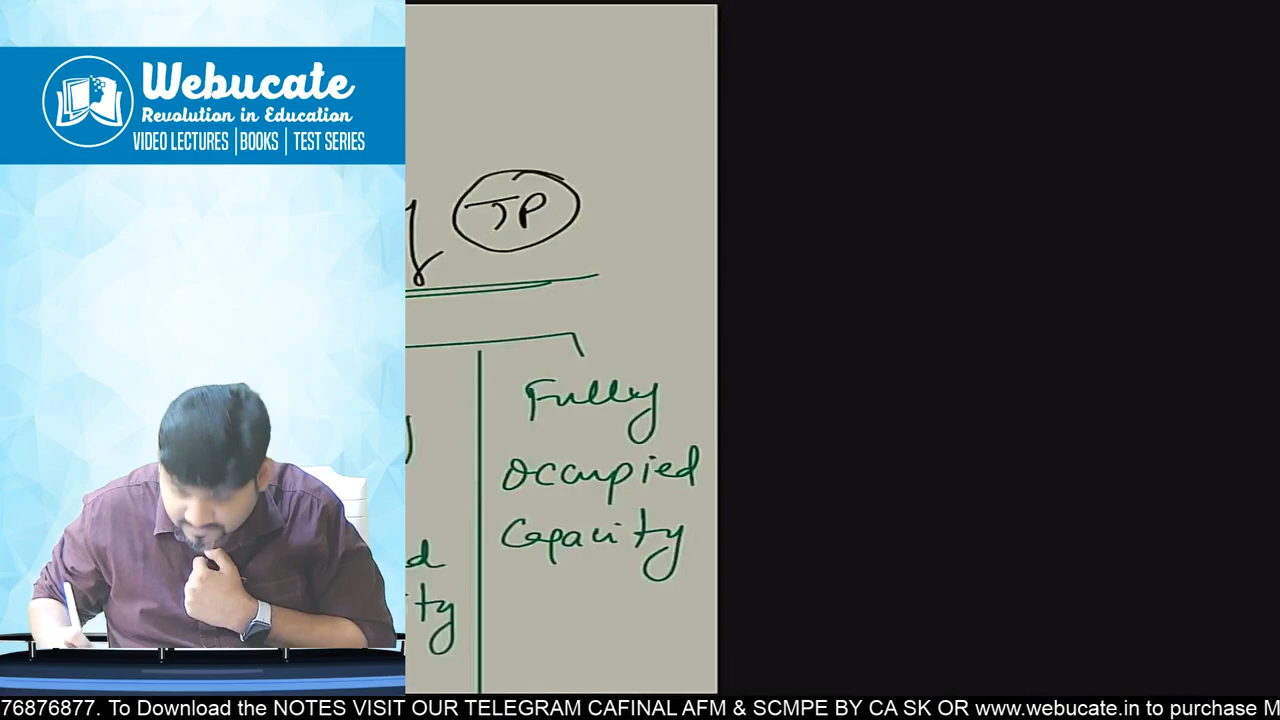 Webucate
Revolution in Education
VIDEO LECTURES | BOOKS | TEST SERIES
TP
Fully
Occupied
Capacity
d
ty
76876877. To Download the NOTES VISIT OUR TELEGRAM CAFINAL AFM & SCMPE BY CA SK OR www.webucate.in to purchase M